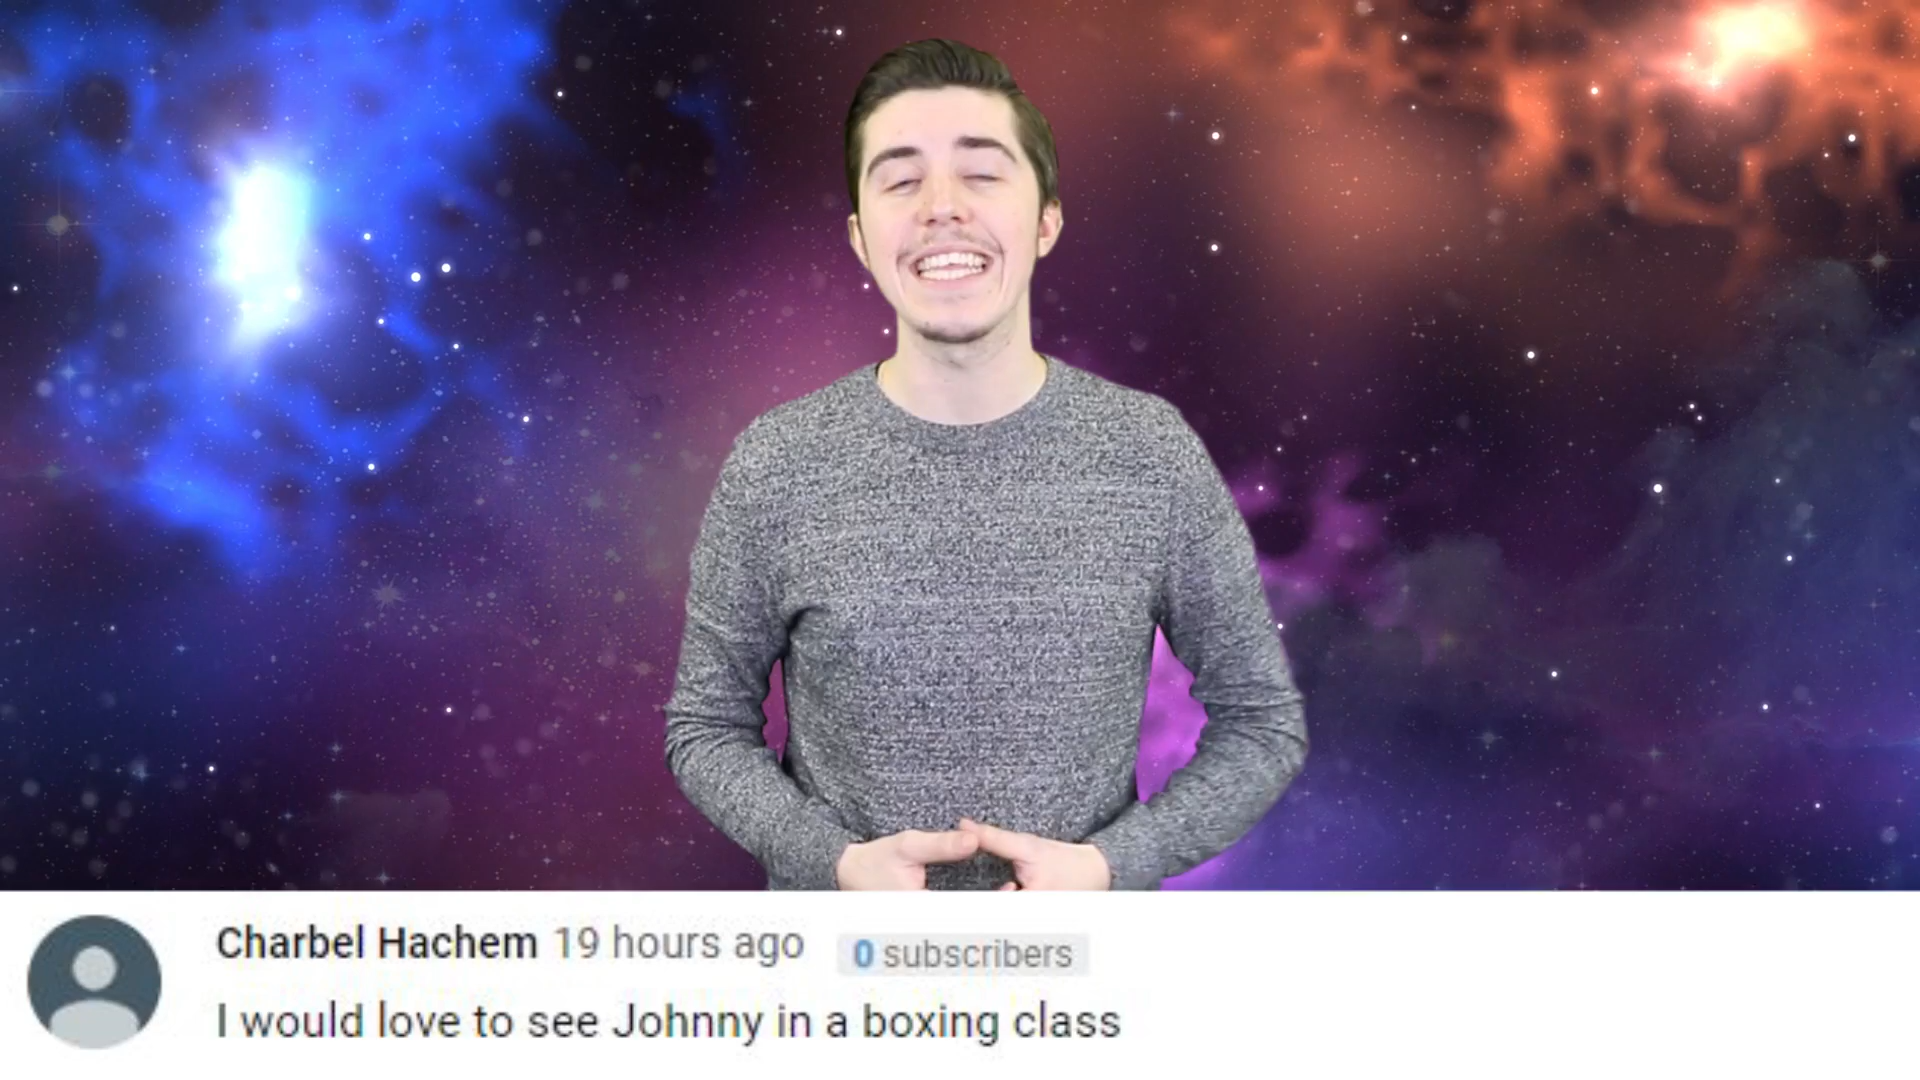 Charbel Hachem 19 hours ago 0 subscribers
I would love to see Johnny in a boxing class